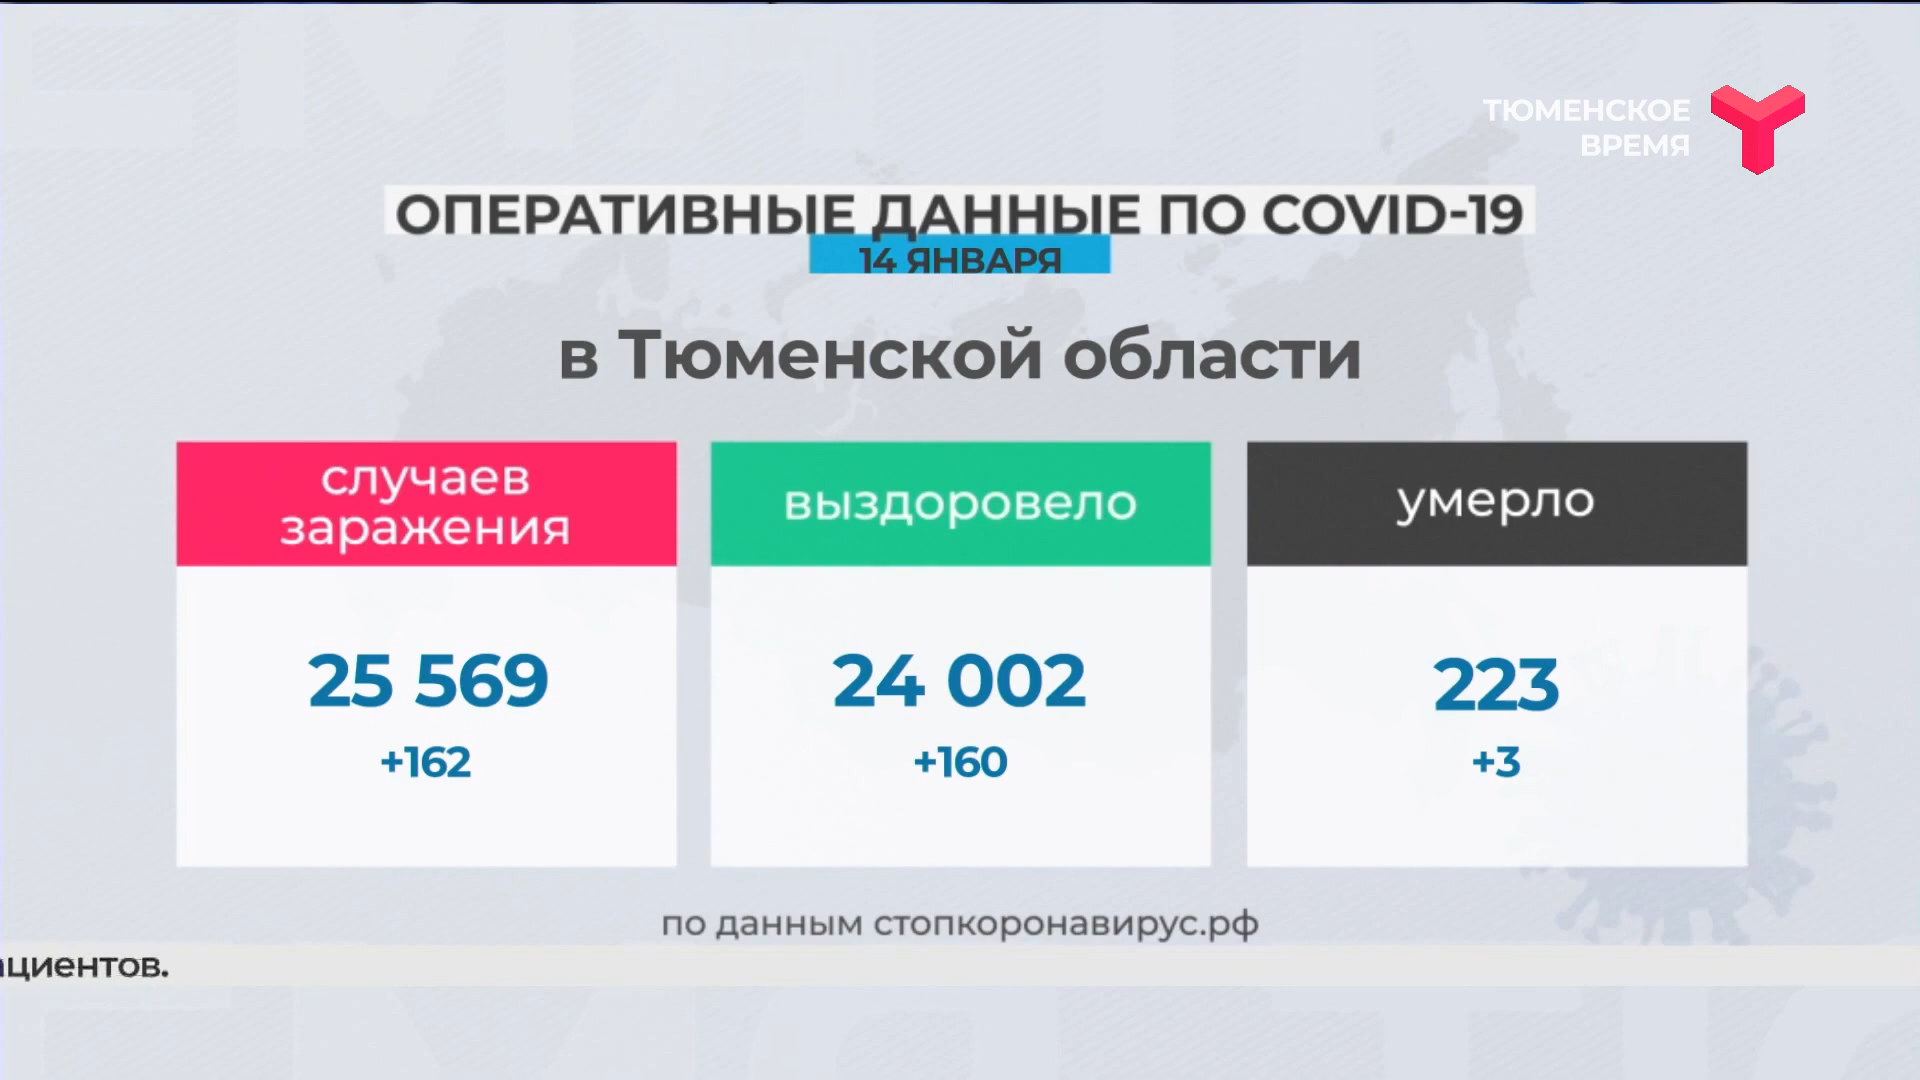 ТЮМЕНСКОЕ
ВРЕМЯ
ОПЕРАТИВНЫЕ ДАННЫЕ ПО COVID-19
14 ЯНВАРЯ
в Тюменской области
случаев
заражения
25 569
+162
выздоровело
24 002
+160
умерло
223
+3
по данным стопкоронавирус.рф